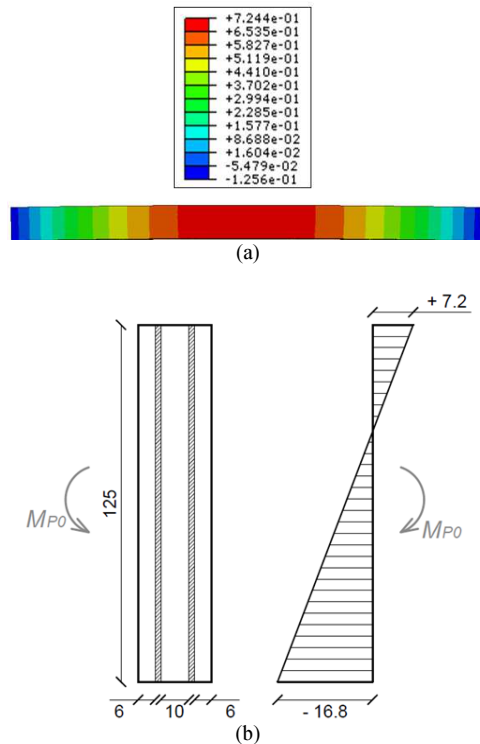 +7.244e-01
+6.535e-01
+5.827e-01
+5.119e-01
+4.410e-01
+3.702e-01
+2.994e-01
+2.285e-01
+1.577e-01
+8.688e-02
+1.604e-02
-5.479e-02
-1.256e-01
(a)
+ 7.2
125
MP0
MP0
6 10 6
- 16.8
(b)